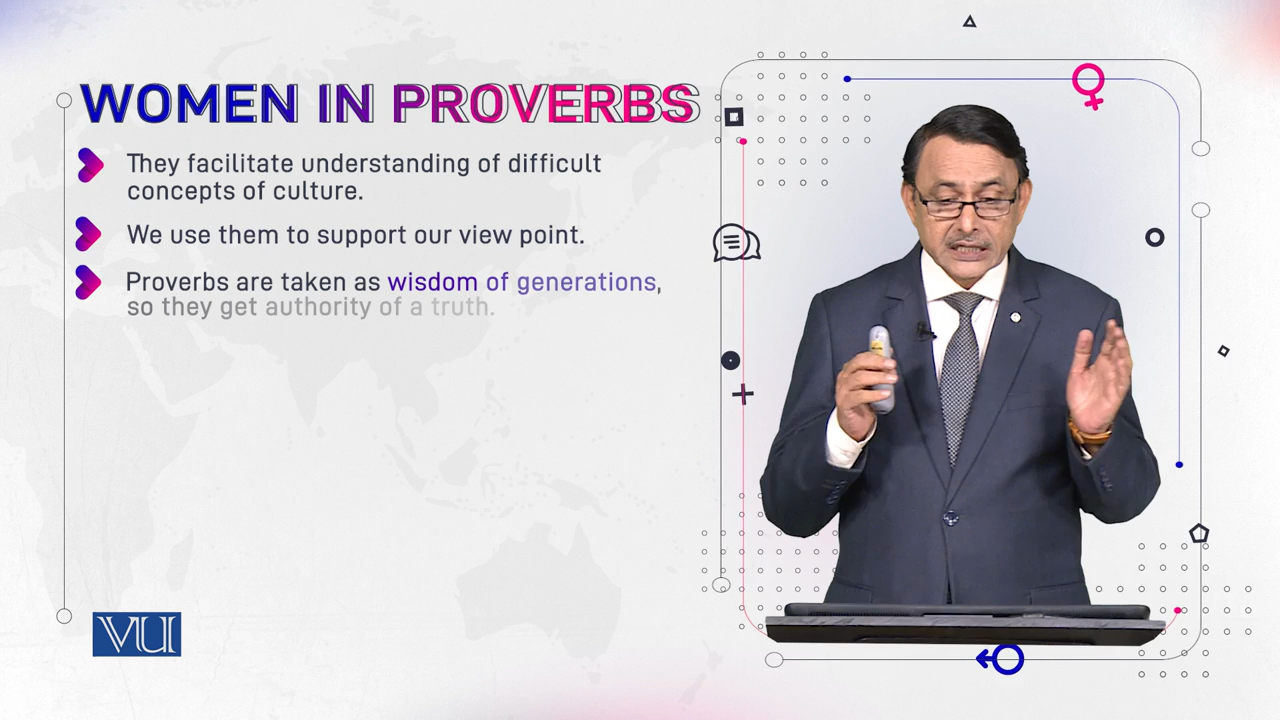 WOMEN IN PROVERBS
They facilitate understanding of difficult
concepts of culture.
We use them to support our view point.
Proverbs are taken as wisdom of generations,
so they get authority of a truth.
VU